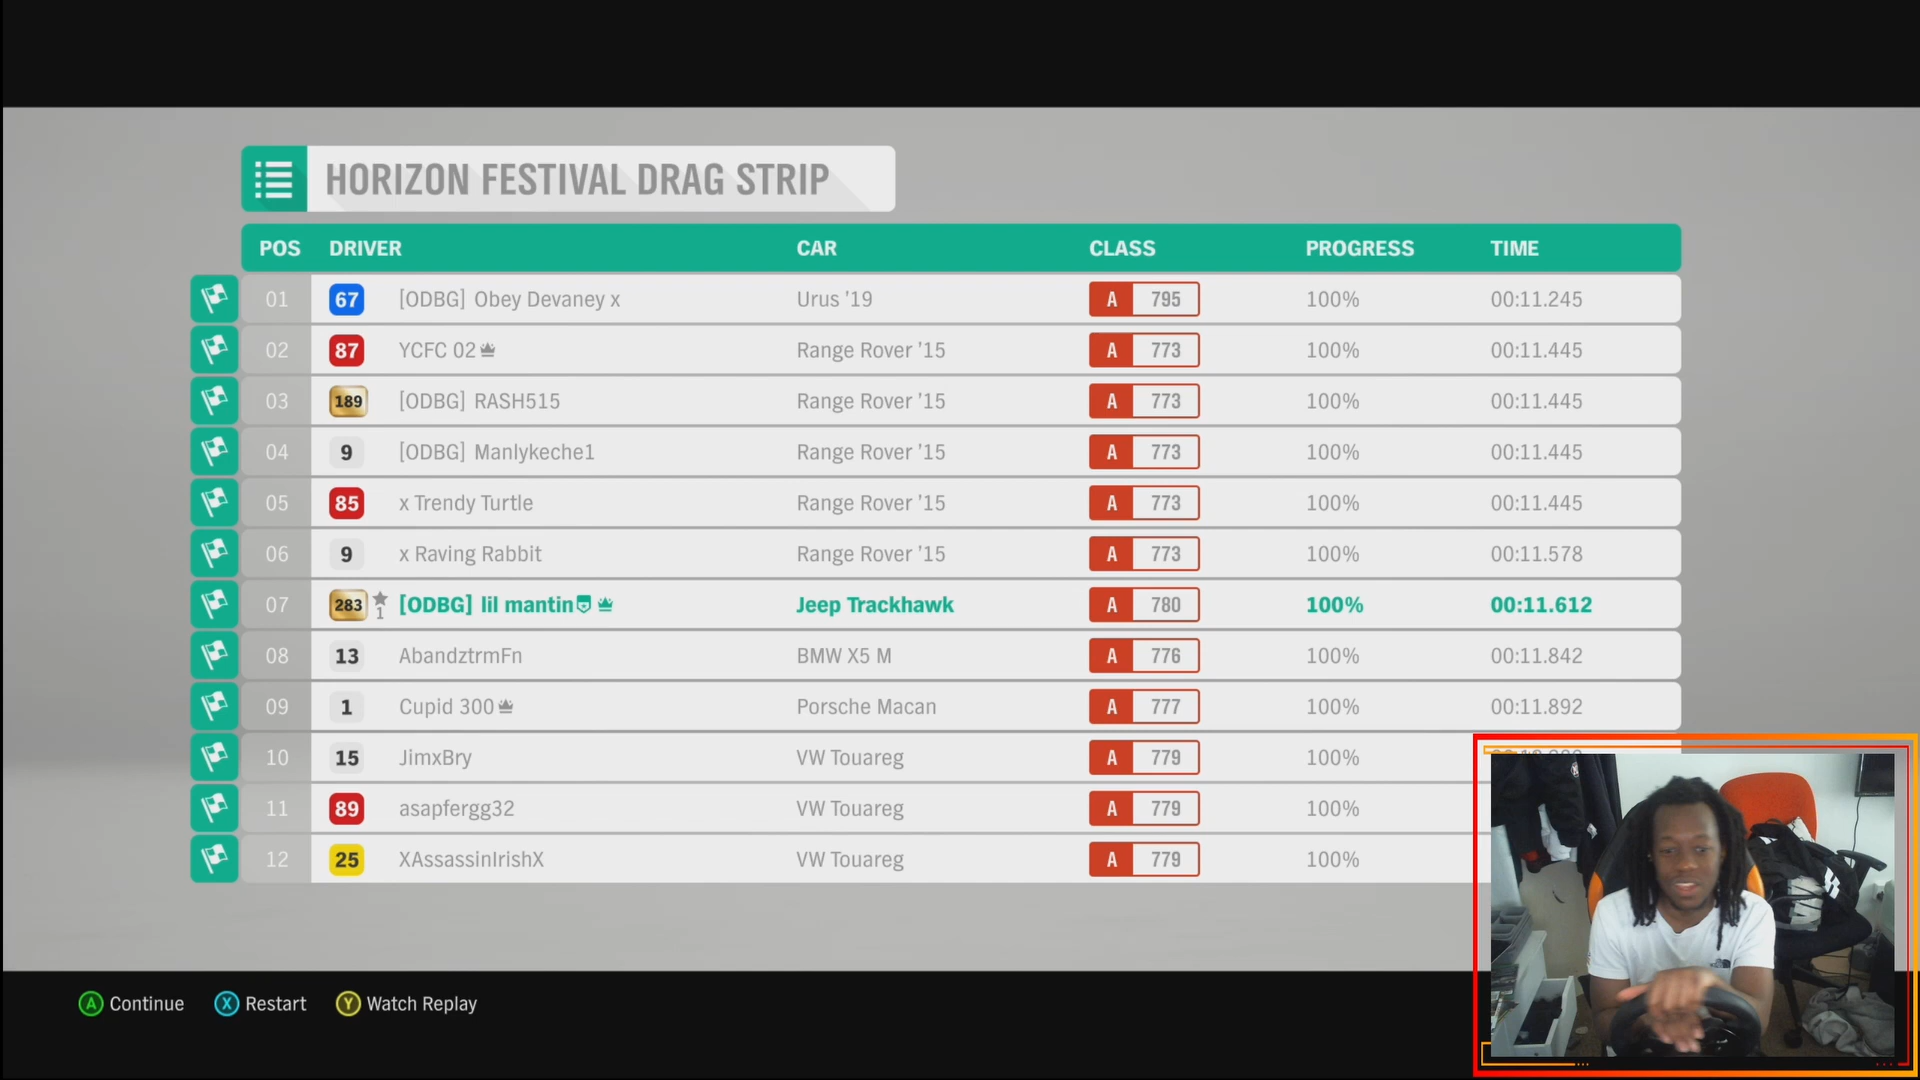 HORIZON FESTIVAL DRAG STRIP
POS DRIVER CAR CLASS PROGRESS TIME
01 67 [ODBG] Obey Devaney x Urus '19 A 795 100% 00:11.245
02 87 YCFC 02 Range Rover '15 A 773 100% 00:11.445
03 189 [ODBG] RASH515 Range Rover '15 A 773 100% 00:11.445
04 9 [ODBG] Manlykeche1 Range Rover '15 A 773 100% 00:11.445
05 85 x Trendy Turtle Range Rover '15 A 773 100% 00:11.445
06 9 x Raving Rabbit Range Rover '15 A 773 100% 00:11.578
07 283 1 [ODBG] lil mantin Jeep Trackhawk A 780 100% 00:11.612
08 13 AbandztrmFn BMW X5 M A 776 100% 00:11.842
09 1 Cupid 300 Porsche Macan A 777 100% 00:11.892
10 15 JimxBry VW Touareg A 779 100%
11 89 asapfergg32 VW Touareg A 779 100%
12 25 XAssassinIrishX VW Touareg A 779 100%
A Continue X Restart Y Watch Replay